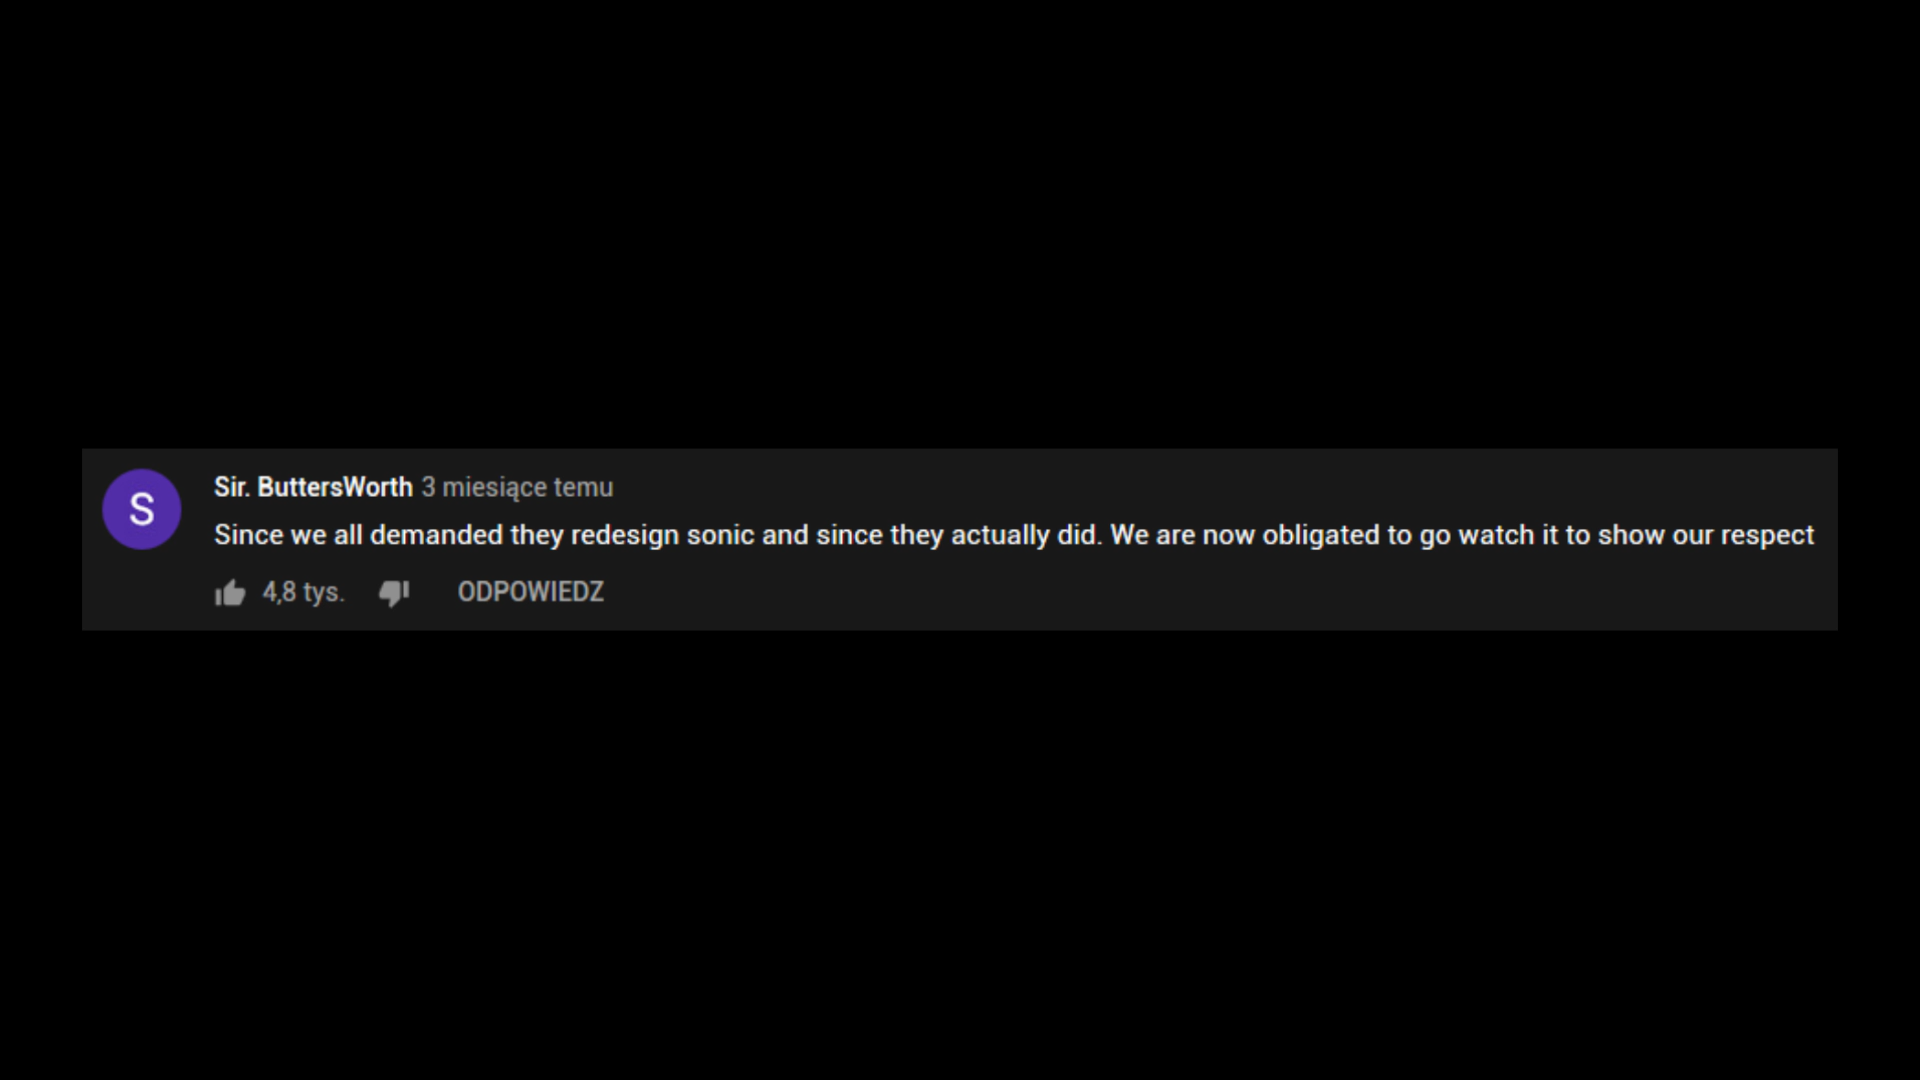 S
Sir. ButtersWorth 3 miesiące temu
Since we all demanded they redesign sonic and since they actually did. We are now obligated to go watch it to show our respect
4,8 tys. ODPOWIEDZ